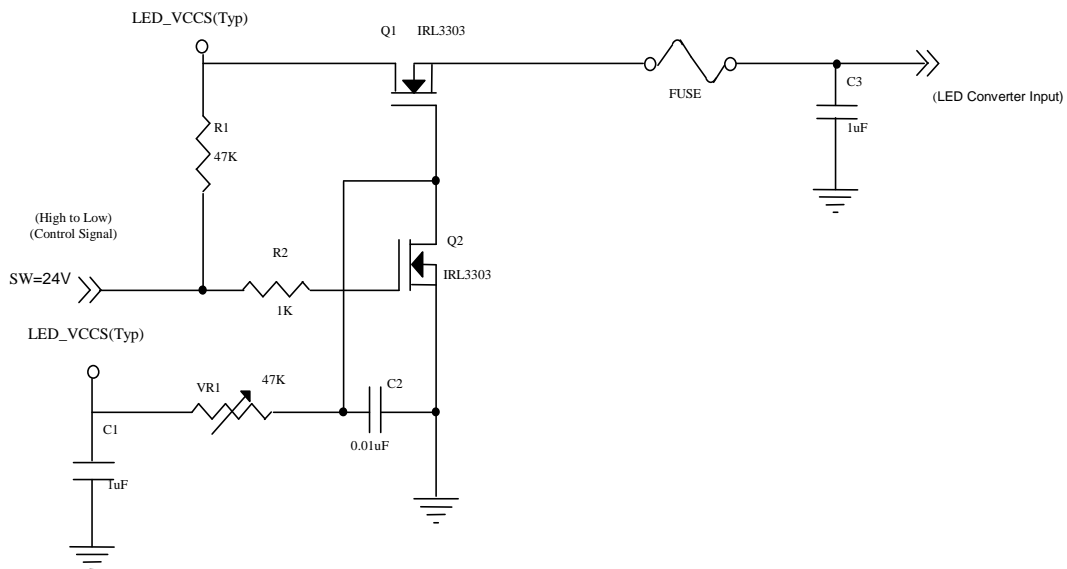 LED_VCCS(Typ)
Q1 IRL3303
R1
47K
FUSE
C3
1uF
(LED Converter Input)
(High to Low)
(Control Signal)
SW=24V
R2
1K
Q2
IRL3303
LED_VCCS(Typ)
VR1
47K
C2
0.01uF
C1
1uF